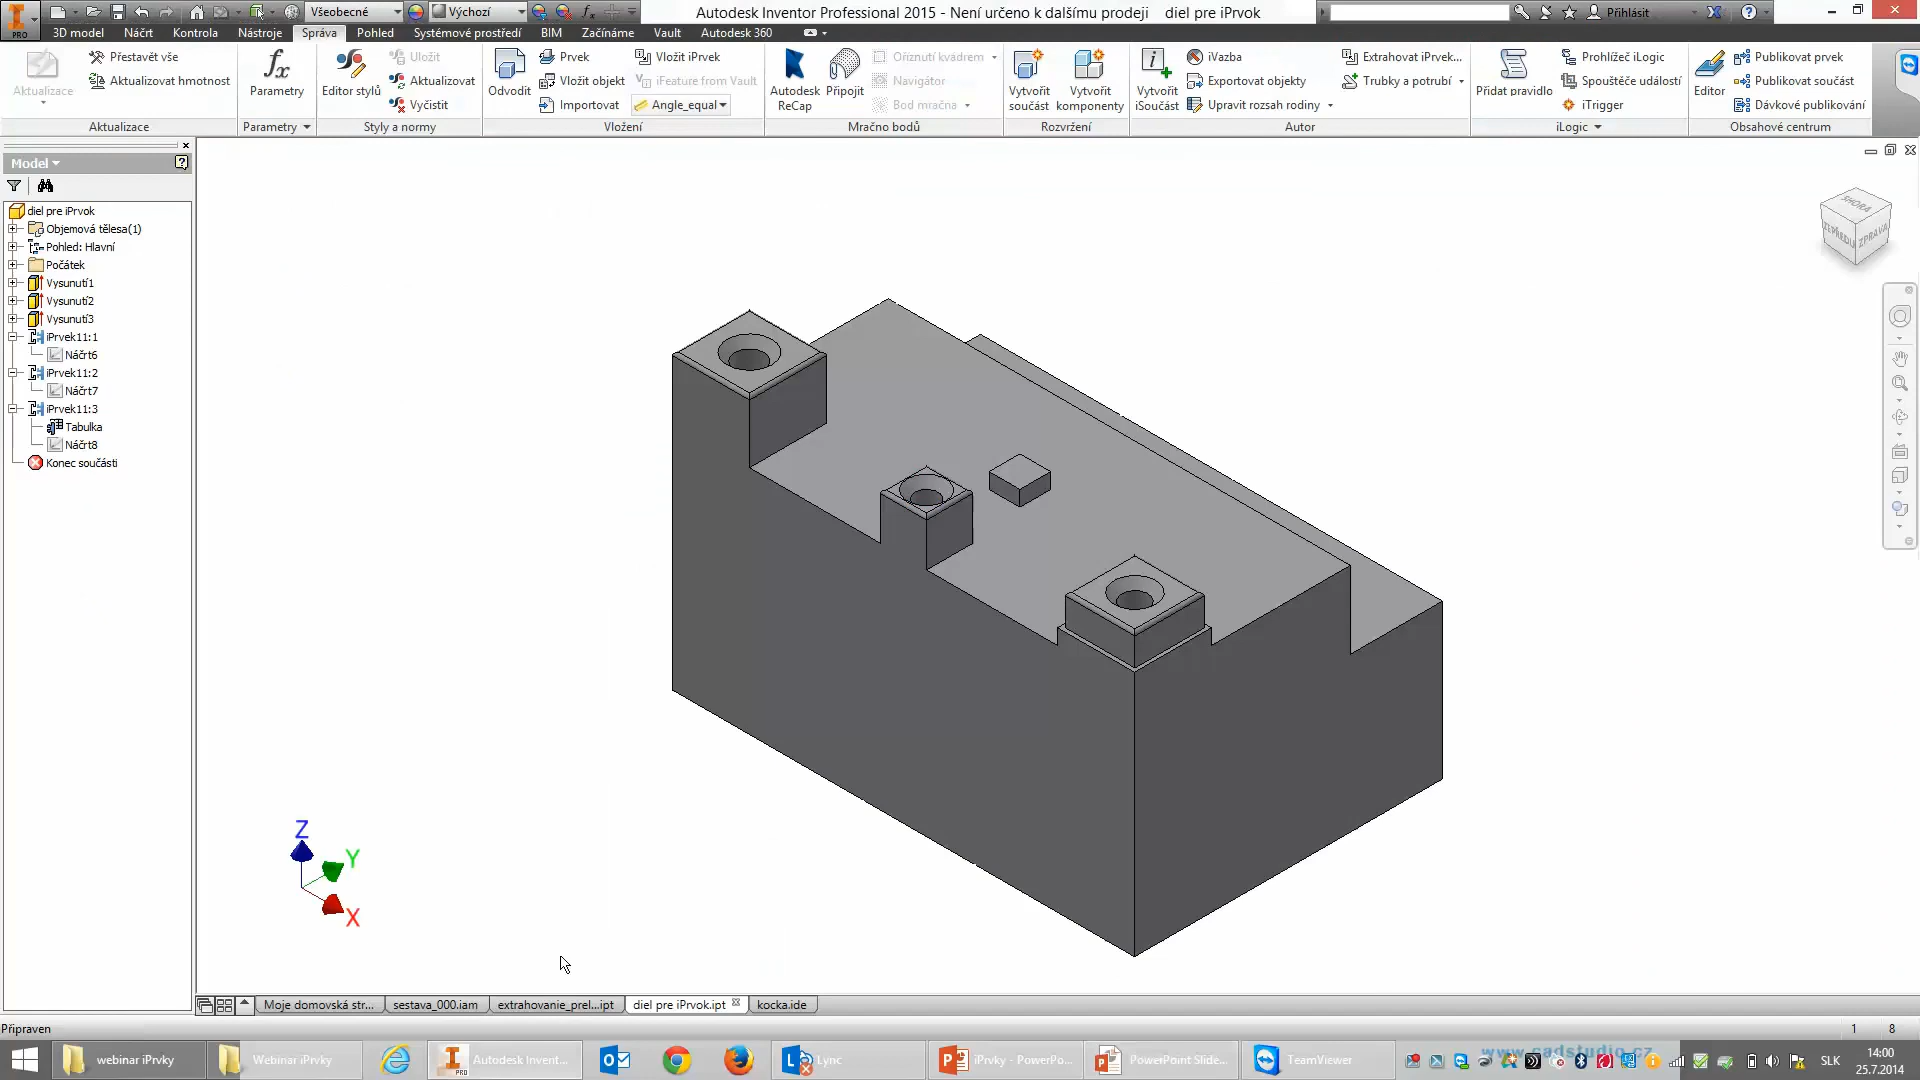 Všeobecné
Výchozí
Autodesk Inventor Professional 2015 - Není určeno k dalšímu prodeji diel pre iPrvok
Přihlásit
PRO
3D model Náčrt Kontrola Nástroje Správa Pohled Systémové prostředí BIM Začínáme Vault Autodesk 360
Aktualizace
Přestavět vše
Aktualizovat hmotnost
Aktualizace
Parametry
Parametry
Editor stylů
Uložit
Aktualizovat
Vyčistit
Styly a normy
Odvodit
Prvek
Vložit objekt
Importovat
Vložit iPrvek
iFeature from Vault
Angle_equal
Vložení
Autodesk
ReCap
Připojit
Oříznutí kvádrem
Navigátor
Bod mračna
Mračno bodů
Vytvořit
součást
Vytvořit
komponenty
Rozvržení
Vytvořit
iSoučást
iVazba
Exportovat objekty
Upravit rozsah rodiny
Extrahovat iPrvek...
Trubky a potrubí
Autor
Přidat pravidlo
Prohlížeč iLogic
Spouštěče událostí
iTrigger
iLogic
Editor
Publikovat prvek
Publikovat součást
Dávkové publikování
Obsahové centrum
Model
diel pre iPrvok
Objemová tělesa(1)
Pohled: Hlavní
Počátek
Vysunutí1
Vysunutí2
Vysunutí3
iPrvek11:1
Náčrt6
iPrvek11:2
Náčrt7
iPrvek11:3
Tabulka
Náčrt8
Konec součásti
SHORA
ZEPŘEDU
ZPRAVA
Z
Y
X
Moje domovská str... sestava_000.iam extrahovanie_prel...ipt diel pre iPrvok.ipt kocka.ide
Připraven
1 8
webinar iPrvky
Webinar iPrvky
Autodesk Invent...
Lync
iPrvky - PowerPo...
PowerPoint Slide...
TeamViewer
www.cadstudio.cz
SLK
14:00
25.7.2014